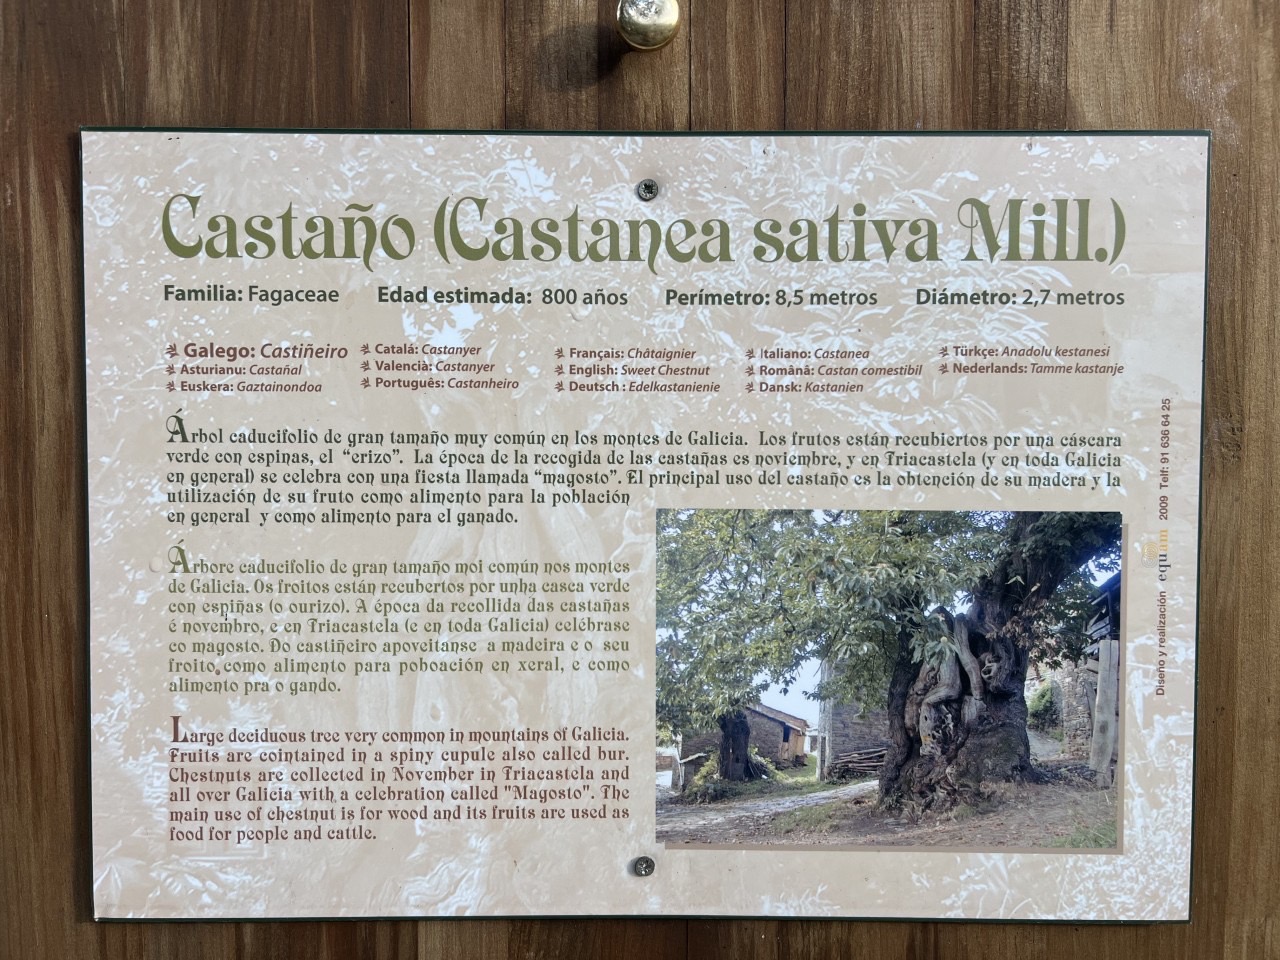 Castaño (Castanea sativa Mill.)
Familia: Fagaceae Edad estimada: 800 años Perímetro: 8,5 metros Diámetro: 2,7 metros
Galego: Castiñeiro
Asturianu: Castañal
Euskera: Gaztainondoa
Catalá: Castanyer
Valencià: Castanyer
Português: Castanheiro
Français: Châtaignier
English: Sweet Chestnut
Deutsch : Edelkastanienie
Italiano: Castanea
Română: Castan comestibil
Dansk: Kastanien
Türkçe: Anadolu kestanesi
Nederlands: Tamme kastanje
Árbol caducifolio de gran tamaño muy común en los montes de Galicia. Los frutos están recubiertos por una cáscara
verde con espinas, el “erizo”. La época de la recogida de las castañas es noviembre, y en Triacastela (y en toda Galicia
en general) se celebra con una fiesta llamada “magosto”. El principal uso del castaño es la obtención de su madera y la
utilización de su fruto como alimento para la población
en general y como alimento para el ganado.
Árbore caducifolio de gran tamaño moi común nos montes
de Galicia. Os froitos están recubertos por unha casca verde
con espiñas (o ourizo). A época da recollida das castañas
é novembro, e en Triacastela (e en toda Galicia) celébrase
co magosto. Do castiñeiro apoveitanse a madeira e o seu
froito como alimento para poboación en xeral, e como
alimento pra o gando.
Large deciduous tree very common in mountains of Galicia.
Fruits are cointained in a spiny cupule also called bur.
Chestnuts are collected in November in Triacastela and
all over Galicia with a celebration called "Magosto". The
main use of chestnut is for wood and its fruits are used as
food for people and cattle.
Diseño y realización equam 2009 Telf: 91 636 64 25